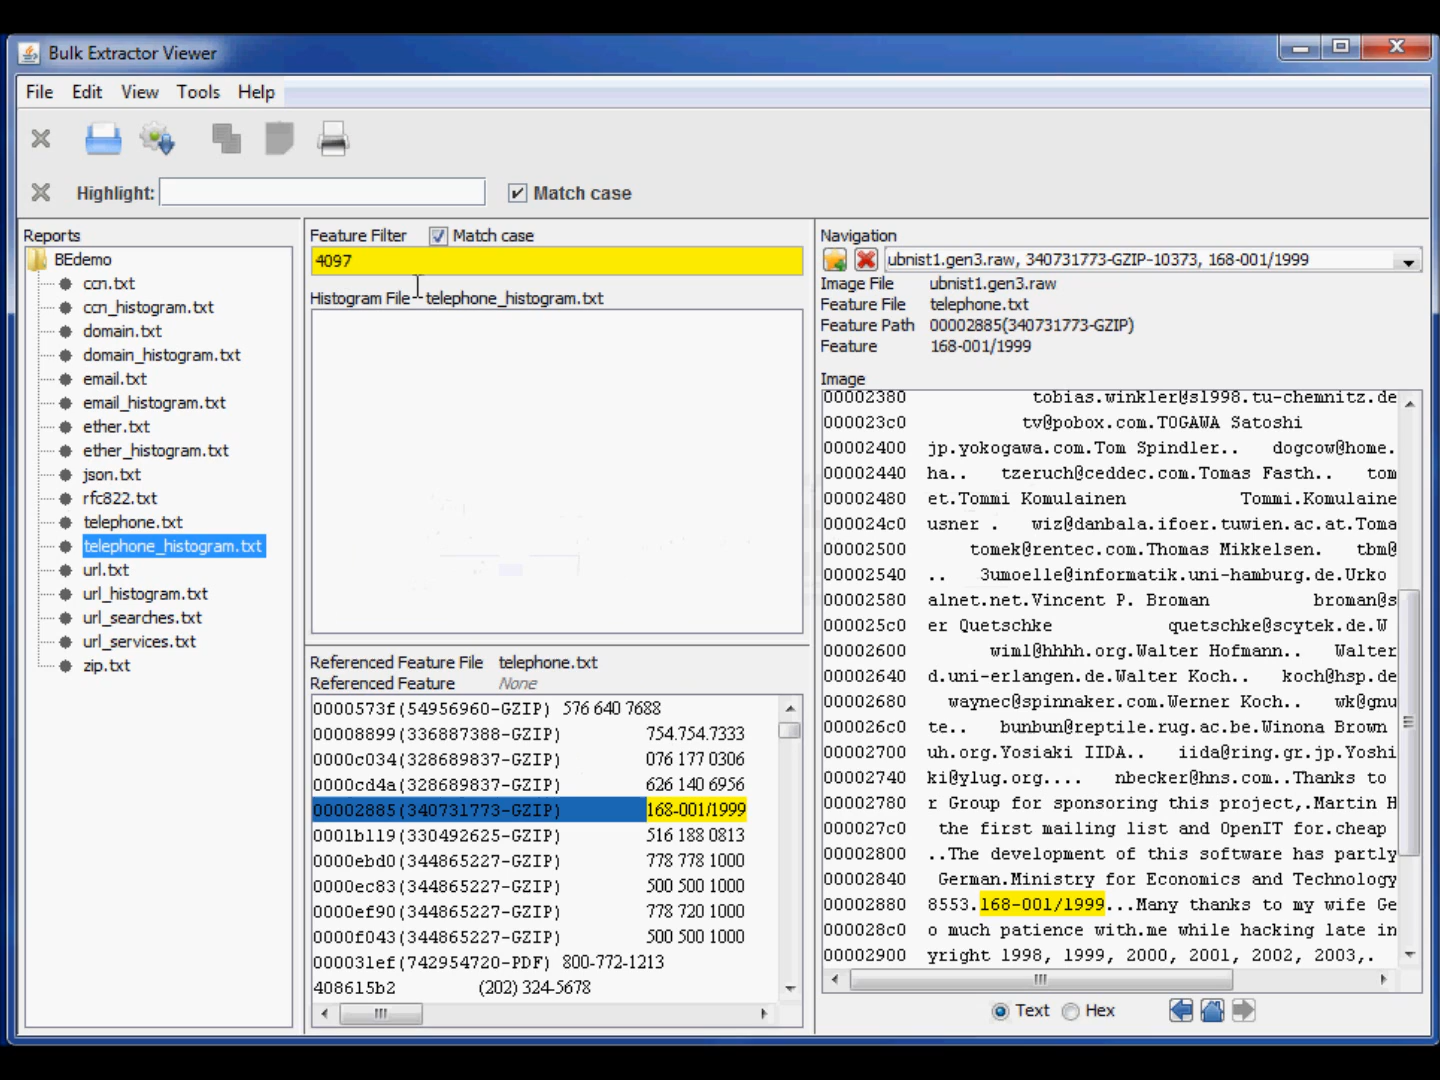 Bulk Extractor Viewer
File Edit View Tools Help
Highlight: Match case
Reports
BEdemo
ccn.txt
ccn_histogram.txt
domain.txt
domain_histogram.txt
email.txt
email_histogram.txt
ether.txt
ether_histogram.txt
json.txt
rfc822.txt
telephone.txt
telephone_histogram.txt
url.txt
url_histogram.txt
url_searches.txt
url_services.txt
zip.txt
Feature Filter Match case
4097
Histogram File telephone_histogram.txt
Referenced Feature File telephone.txt
Referenced Feature None
0000573f(54956960-GZIP) 576 640 7688
00008899(336887388-GZIP) 754.754.7333
0000c034(328689837-GZIP) 076 177 0306
0000cd4a(328689837-GZIP) 626 140 6956
00002885(340731773-GZIP) 168-001/1999
0001b119(330492625-GZIP) 516 188 0813
0000ebd0(344865227-GZIP) 778 778 1000
0000ec83(344865227-GZIP) 500 500 1000
0000ef90(344865227-GZIP) 778 720 1000
0000f043(344865227-GZIP) 500 500 1000
000031ef(742954720-PDF) 800-772-1213
408615b2 (202) 324-5678
Navigation
ubnist1.gen3.raw, 340731773-GZIP-10373, 168-001/1999
Image File ubnist1.gen3.raw
Feature File telephone.txt
Feature Path 00002885(340731773-GZIP)
Feature 168-001/1999
Image
00002380 tobias.winkler@s1998.tu-chemnitz.de
000023c0 tv@pobox.com.TOGAWA Satoshi
00002400 jp.yokogawa.com.Tom Spindler.. dogcow@home.
00002440 ha.. tzeruch@ceddec.com.Tomas Fasth.. tom
00002480 et.Tommi Komulainen Tommi.Komulaine
000024c0 usner . wiz@danbala.ifoer.tuwien.ac.at.Toma
00002500 tomek@rentec.com.Thomas Mikkelsen. tbm@
00002540 .. 3umoelle@informatik.uni-hamburg.de.Urko
00002580 alnet.net.Vincent P. Broman broman@s
000025c0 er Quetschke quetschke@scytek.de.W
00002600 wiml@hhhh.org.Walter Hofmann.. Walter
00002640 d.uni-erlangen.de.Walter Koch.. koch@hsp.de
00002680 waynec@spinnaker.com.Werner Koch.. wk@gnu
000026c0 te.. bunbun@reptile.rug.ac.be.Winona Brown
00002700 uh.org.Yosiaki IIDA.. iida@ring.gr.jp.Yoshi
00002740 ki@ylug.org.... nbecker@hns.com..Thanks to
00002780 r Group for sponsoring this project,.Martin H
000027c0 the first mailing list and OpenIT for.cheap
00002800 ..The development of this software has partly
00002840 German.Ministry for Economics and Technology
00002880 8553.168-001/1999...Many thanks to my wife Ge
000028c0 o much patience with.me while hacking late in
00002900 yright 1998, 1999, 2000, 2001, 2002, 2003,.
Text Hex